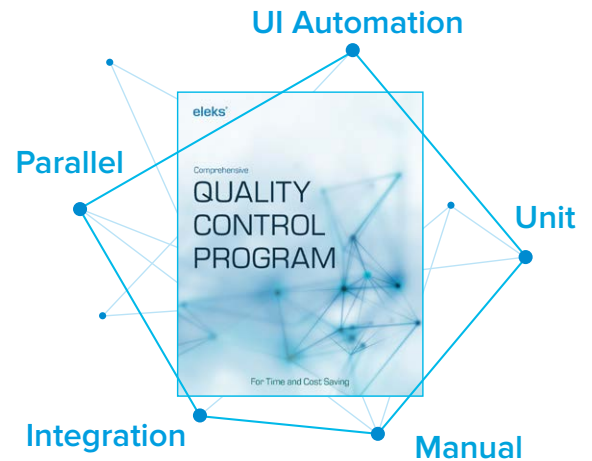 UI Automation
eleks'
Parallel
Comprehensive
QUALITY
CONTROL
PROGRAM
Unit
For Time and Cost Saving
Integration
Manual